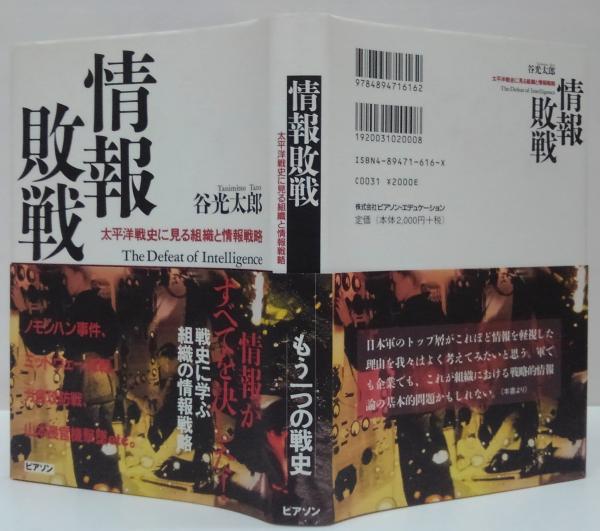 情報
敗戦
Tanimitsu Taro
谷光太郎
太平洋戦史に見る組織と情報戦略
The Defeat of Intelligence
情報が
すべてを決
戦史に学ぶ
組織の情報戦略
ノモンハン事件、
etc。
ピアソン
情報敗戦
太平洋戦史に見る組織と情報戦略
もう一つの戦史
ピアソン
9784894716162
1920031020008
ISBN4-89471-616-X
C0031 ¥2000E
株式会社ピアソン・エデュケーション
定価 (本体2,000円+税)
谷光太郎
太平洋戦史に見る組織と情報戦略
The Defeat of Intelligence
情報
敗戦
日本軍のトップ層がこれほど情報を軽視した
理由を我々はよく考えてみたいと思う。軍で
も企業でも、これが組織における戦略的情報
論の基本的問題かもしれない。(本書より)